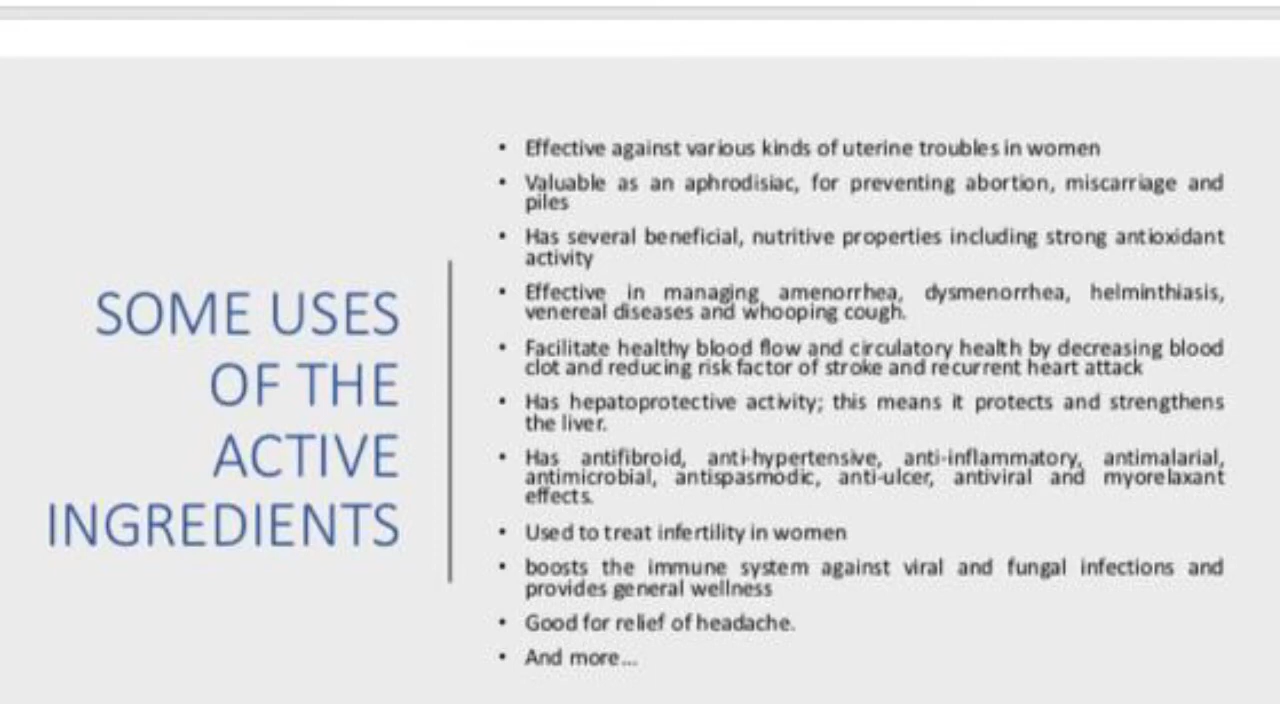 SOME USES
OF THE
ACTIVE
INGREDIENTS
• Effective against various kinds of uterine troubles in women
• Valuable as an aphrodisiac, for preventing abortion, miscarriage and
piles
• Has several beneficial, nutritive properties including strong antioxidant
activity
• Effective in managing amenorrhea, dysmenorrhea, helminthiasis,
venereal diseases and whooping cough.
• Facilitate healthy blood flow and circulatory health by decreasing blood
clot and reducing risk factor of stroke and recurrent heart attack
• Has hepatoprotective activity; this means it protects and strengthens
the liver.
• Has antifibroid, anti-hypertensive, anti-inflammatory, antimalarial,
antimicrobial, antispasmodic, anti-ulcer, antiviral and myorelaxant
effects.
• Used to treat infertility in women
• boosts the immune system against viral and fungal infections and
provides general wellness
• Good for relief of headache.
• And more...